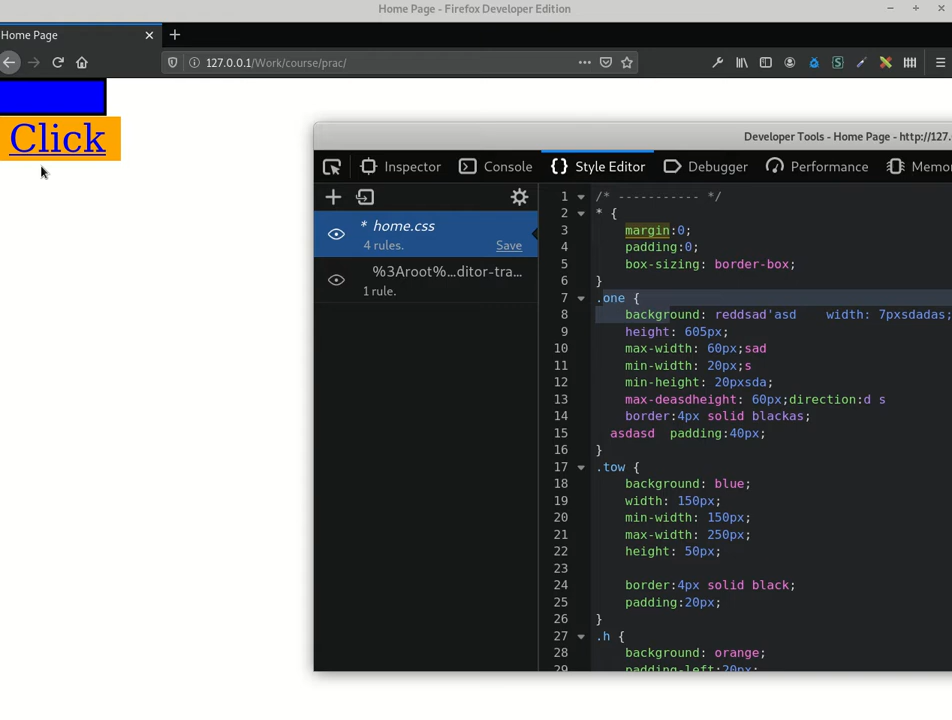 Home Page - Firefox Developer Edition
Home Page
127.0.0.1/Work/course/prac/
Click
Developer Tools - Home Page - http://127.
Inspector
Console
Style Editor
Debugger
Performance
Memor
* home.css
4 rules.
Save
%3Aroot%...ditor-tra...
1 rule.
1 /* ----------- */
2 * {
3 margin:0;
4 padding:0;
5 box-sizing: border-box;
6 }
7 .one {
8 background: reddsad'asd    width: 7pxsdadas;
9 height: 605px;
10 max-width: 60px;sad
11 min-width: 20px;s
12 min-height: 20pxsda;
13 max-deasdheight: 60px;direction:d s
14 border:4px solid blackas;
15 asdasd  padding:40px;
16 }
17 .tow {
18 background: blue;
19 width: 150px;
20 min-width: 150px;
21 max-width: 250px;
22 height: 50px;
23
24 border:4px solid black;
25 padding:20px;
26 }
27 .h {
28 background: orange;
29 padding-left:20px;